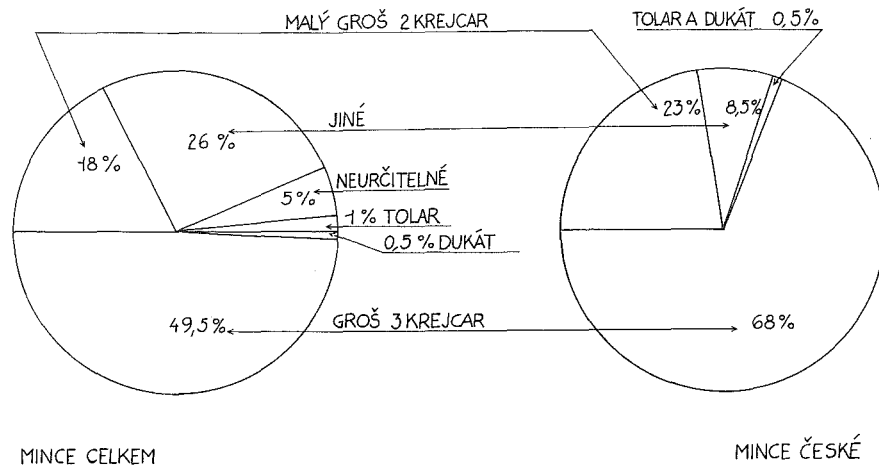 MALÝ GROŠ 2 KREJCAR
TOLAR A DUKÁT 0,5%
18%
26%
JINÉ
23%
8,5%
5%
NEURČITELNÉ
1% TOLAR
0,5% DUKÁT
49,5%
GROŠ 3 KREJCAR
68%
MINCE CELKEM
MINCE ČESKÉ